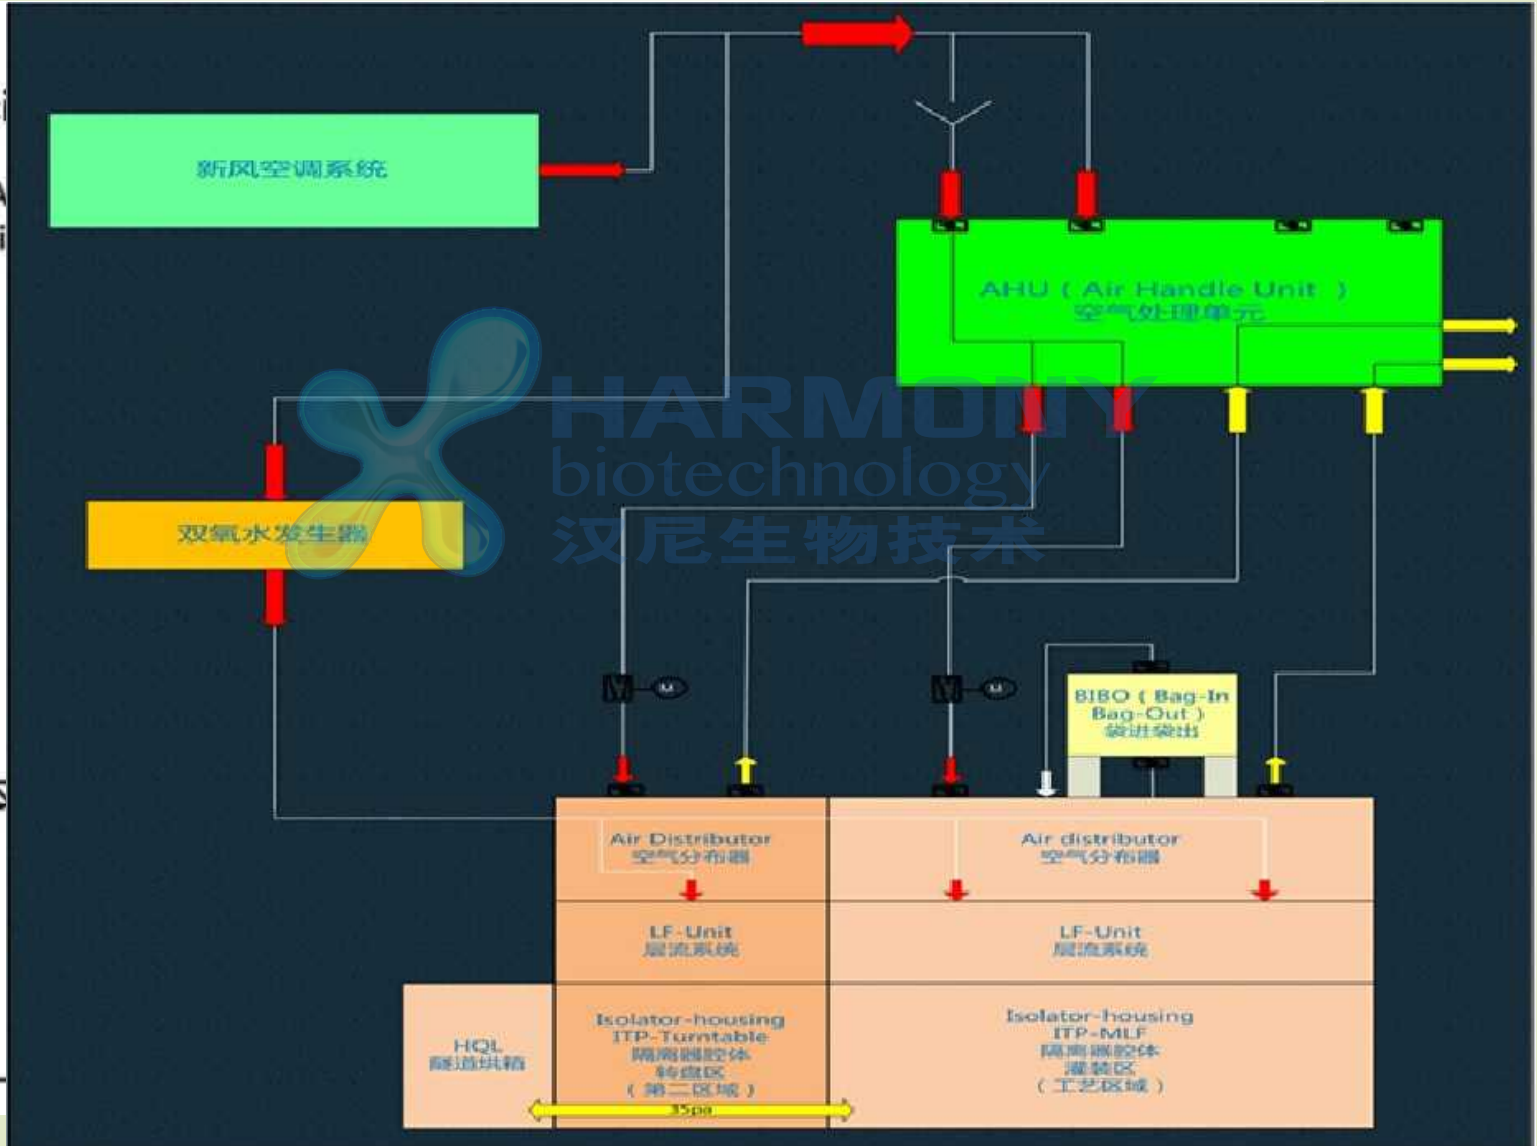 新风空调系统
AHU ( Air Handle Unit )
空气处理单元
HARMONY
biotechnology
汉尼生物技术
双氧水发生器
M
M
BIBO ( Bag-In
Bag-Out )
袋进袋出
Air Distributor
空气分布器
Air distributor
空气分布器
LF-Unit
层流系统
LF-Unit
层流系统
HQL
隧道烘箱
Isolator-housing
ITP-Turntable
隔离器腔体
转盘区
( 第二区域 )
Isolator-housing
ITP-MLF
隔离器腔体
灌装区
( 工艺区域 )
35pa